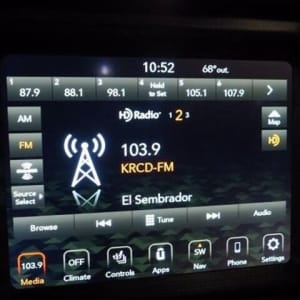 10:52 68° out.
1 2 3 4 5 6
87.9 88.1 98.1 Hold to Set 105.1 107.9
AM HD Radio 1 2 3 Map
FM 103.9 HD
KRCD-FM
Source Select El Sembrador
Browse Tune Audio
103.9 OFF SW
Media Climate Controls Apps Nav Phone Settings